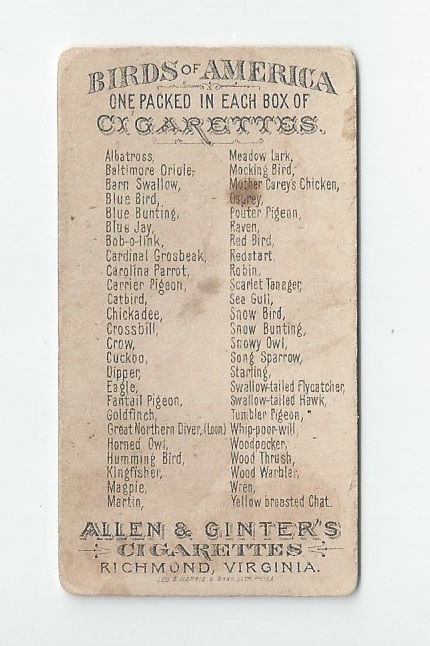 BIRDS OF AMERICA
ONE PACKED IN EACH BOX OF
CIGARETTES.
Albatross,
Baltimore Oriole,
Barn Swallow,
Blue Bird,
Blue Bunting,
Blue Jay,
Bob-o-link,
Cardinal Grosbeak,
Carolina Parrot,
Carrier Pigeon,
Catbird,
Chickadee,
Crossbill,
Crow,
Cuckoo,
Dipper,
Eagle,
Fantail Pigeon,
Goldfinch,
Great Northern Diver, (Loon)
Horned Owl,
Humming Bird,
Kingfisher,
Magpie,
Martin,
Meadow Lark,
Mocking Bird,
Mother Carey's Chicken,
Osprey,
Pouter Pigeon,
Raven,
Red Bird,
Redstart,
Robin,
Scarlet Tanager,
Sea Gull,
Snow Bird,
Snow Bunting,
Snowy Owl,
Song Sparrow,
Starling,
Swallow-tailed Flycatcher,
Swallow-tailed Hawk,
Tumbler Pigeon,
Whip-poor-will,
Woodpecker,
Wood Thrush,
Wood Warbler,
Wren,
Yellow breasted Chat.
ALLEN & GINTER'S
CIGARETTES
RICHMOND, VIRGINIA.
GEO. S. HARRIS & SONS, LITH. PHILA.